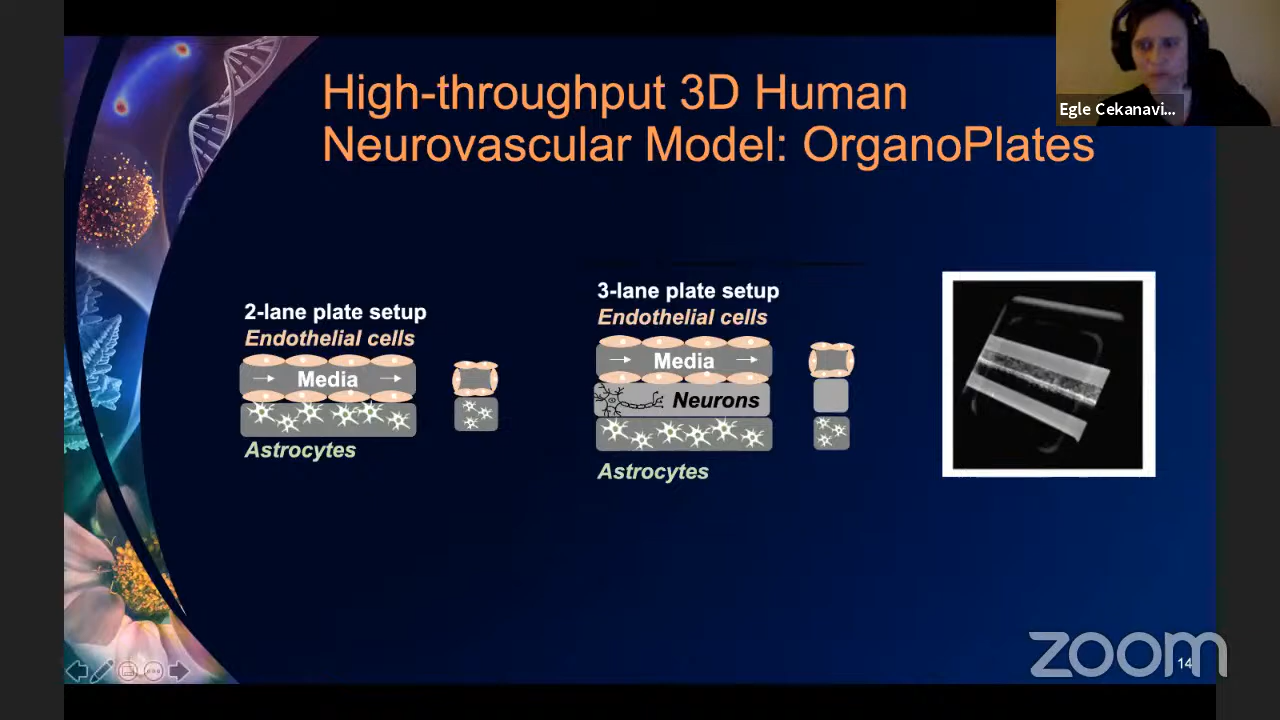 High-throughput 3D Human
Neurovascular Model: OrganoPlates
Egle Cekanavi...
2-lane plate setup
Endothelial cells
Media
Astrocytes
3-lane plate setup
Endothelial cells
Media
Neurons
Astrocytes
zoom
14